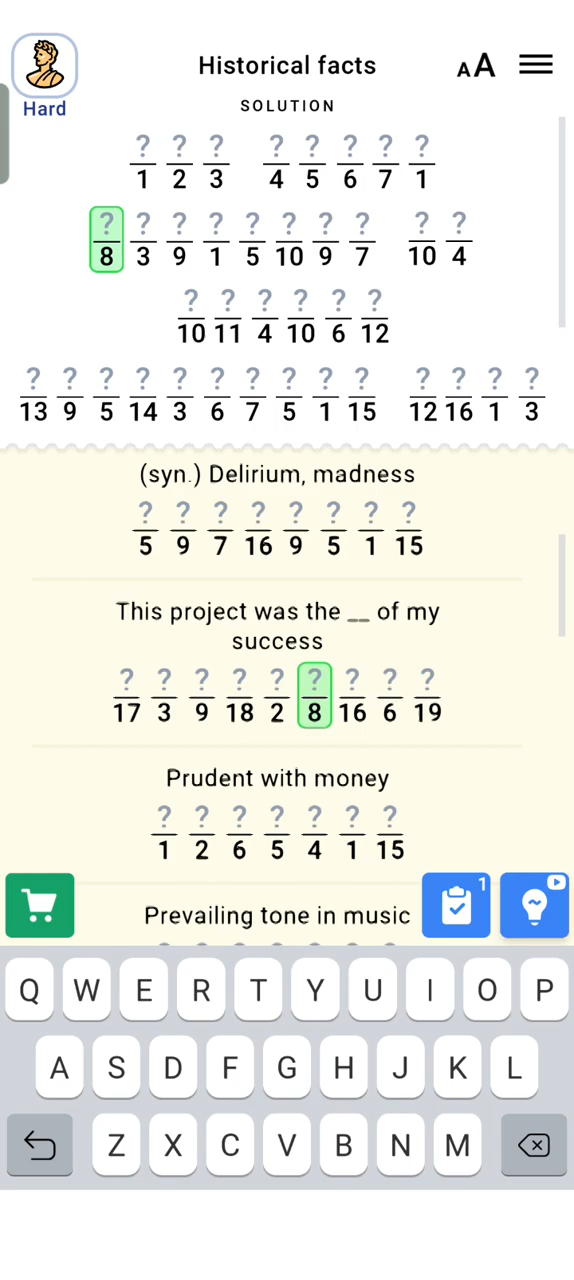 Historical facts
AA
Hard
SOLUTION
? ? ? ? ? ? ? ?
1 2 3 4 5 6 7 1
? ? ? ? ? ? ? ? ? ?
8 3 9 1 5 10 9 7 10 4
? ? ? ? ? ?
10 11 4 10 6 12
? ? ? ? ? ? ? ? ? ? ? ? ? ?
13 9 5 14 3 6 7 5 1 15 12 16 1 3
(syn.) Delirium, madness
? ? ? ? ? ? ? ?
5 9 7 16 9 5 1 15
This project was the __ of my
success
? ? ? ? ? ? ? ? ?
17 3 9 18 2 8 16 6 19
Prudent with money
? ? ? ? ? ? ?
1 2 6 5 4 1 15
Prevailing tone in music
1
Q W E R T Y U I O P
A S D F G H J K L
Z X C V B N M